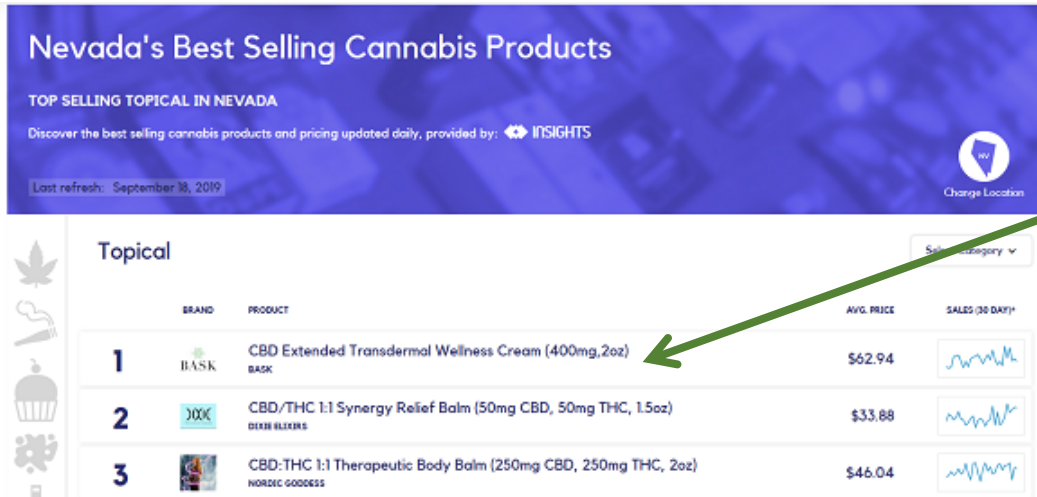 Nevada's Best Selling Cannabis Products
TOP SELLING TOPICAL IN NEVADA
Discover the best selling cannabis products and pricing updated daily, provided by: INSIGHTS
NV
Last refresh: September 18, 2019
Change Location
Topical
Category
BRAND PRODUCT AVG. PRICE SALES (30 DAY)*
1 BASK CBD Extended Transdermal Wellness Cream (400mg,2oz) $62.94
BASK
2 CBD/THC 1:1 Synergy Relief Balm (50mg CBD, 50mg THC, 1.5oz) $33.88
DIXIE ELIXIRS
3 CBD:THC 1:1 Therapeutic Body Balm (250mg CBD, 250mg THC, 2oz) $46.04
NORDIC GODDESS